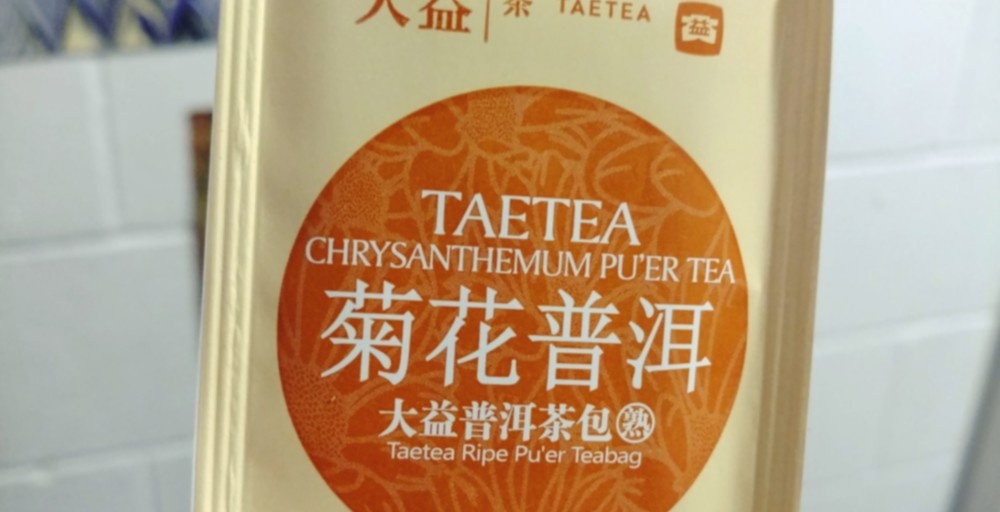 大益 | 茶 TAETEA 益
TAETEA
CHRYSANTHEMUM PU'ER TEA
菊花普洱
大益普洱茶包熟
Taetea Ripe Pu'er Teabag